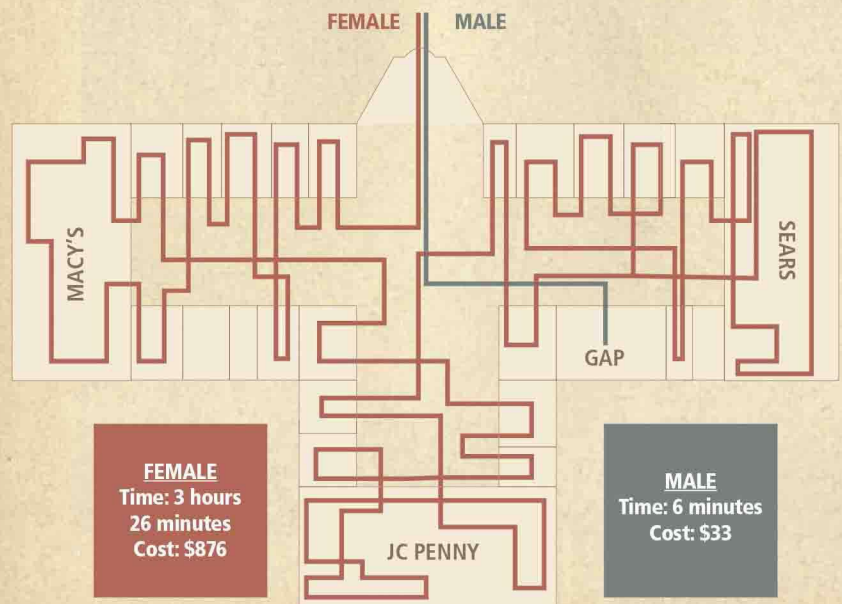 FEMALE MALE
MACY'S
SEARS
GAP
FEMALE
Time: 3 hours
26 minutes
Cost: $876
JC PENNY
MALE
Time: 6 minutes
Cost: $33